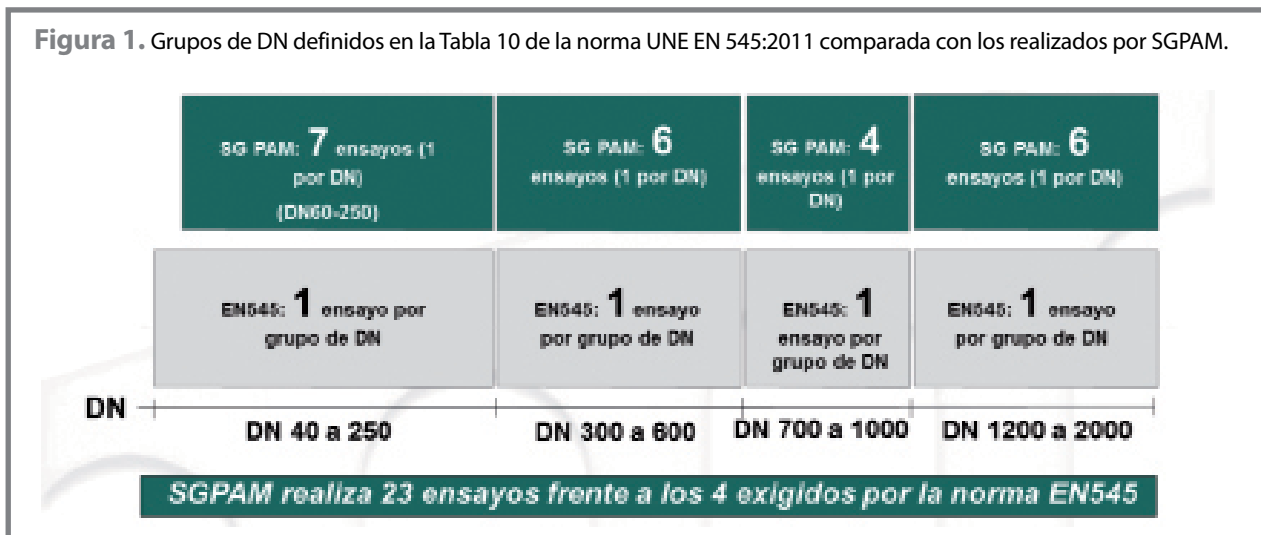 Figura 1. Grupos de DN definidos en la Tabla 10 de la norma UNE EN 545:2011 comparada con los realizados por SGPAM.
SG PAM: 7 ensayos (1
por DN)
(DN60-250)
SG PAM: 6
ensayos (1 por DN)
SG PAM: 4
ensayos (1 por
DN)
SG PAM: 6
ensayos (1 por DN)
EN545: 1 ensayo por
grupo de DN
EN545: 1 ensayo
por grupo de DN
EN545: 1
ensayo por
grupo de DN
EN545: 1 ensayo
por grupo de DN
DN
DN 40 a 250
DN 300 a 600
DN 700 a 1000
DN 1200 a 2000
SGPAM realiza 23 ensayos frente a los 4 exigidos por la norma EN545